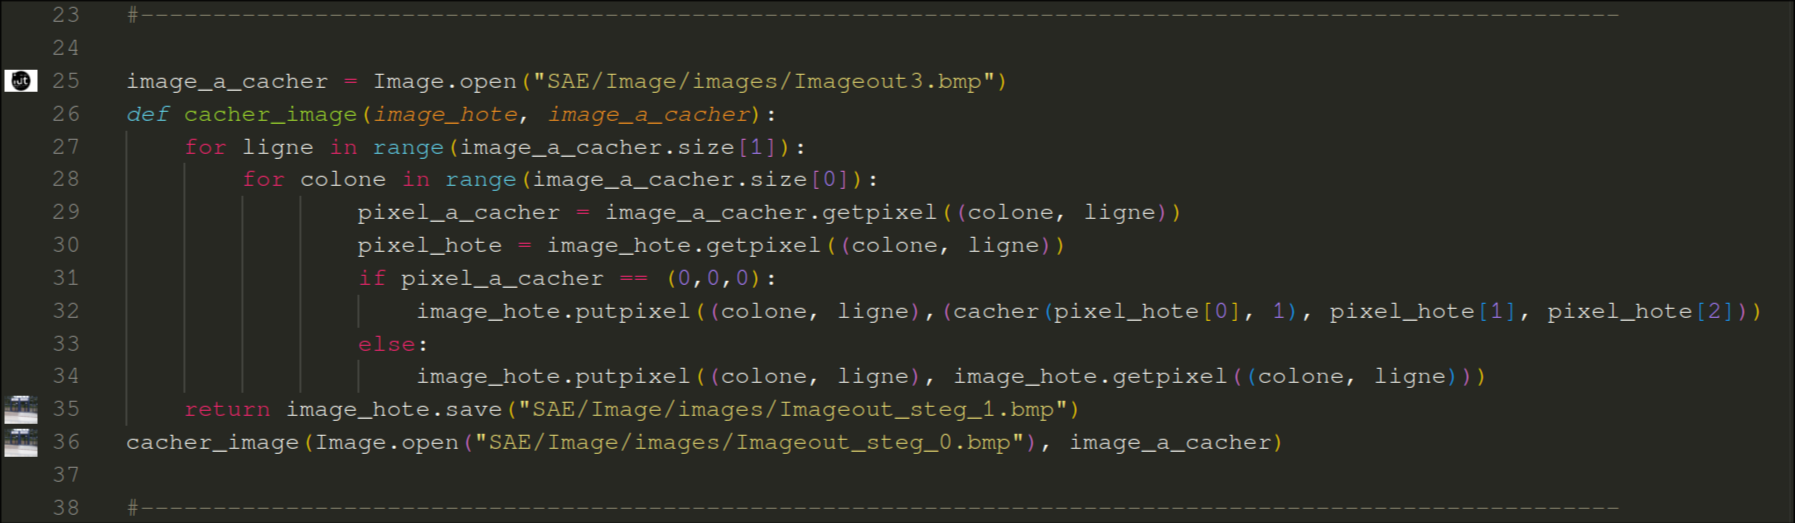 23 #------------------------------------------------------------------------------------------------------
24
25 image_a_cacher = Image.open("SAE/Image/images/Imageout3.bmp")
26 def cacher_image(image_hote, image_a_cacher):
27     for ligne in range(image_a_cacher.size[1]):
28         for colone in range(image_a_cacher.size[0]):
29                 pixel_a_cacher = image_a_cacher.getpixel((colone, ligne))
30                 pixel_hote = image_hote.getpixel((colone, ligne))
31                 if pixel_a_cacher == (0,0,0):
32                     image_hote.putpixel((colone, ligne),(cacher(pixel_hote[0], 1), pixel_hote[1], pixel_hote[2]))
33                 else:
34                     image_hote.putpixel((colone, ligne), image_hote.getpixel((colone, ligne)))
35     return image_hote.save("SAE/Image/images/Imageout_steg_1.bmp")
36 cacher_image(Image.open("SAE/Image/images/Imageout_steg_0.bmp"), image_a_cacher)
37
38 #------------------------------------------------------------------------------------------------------